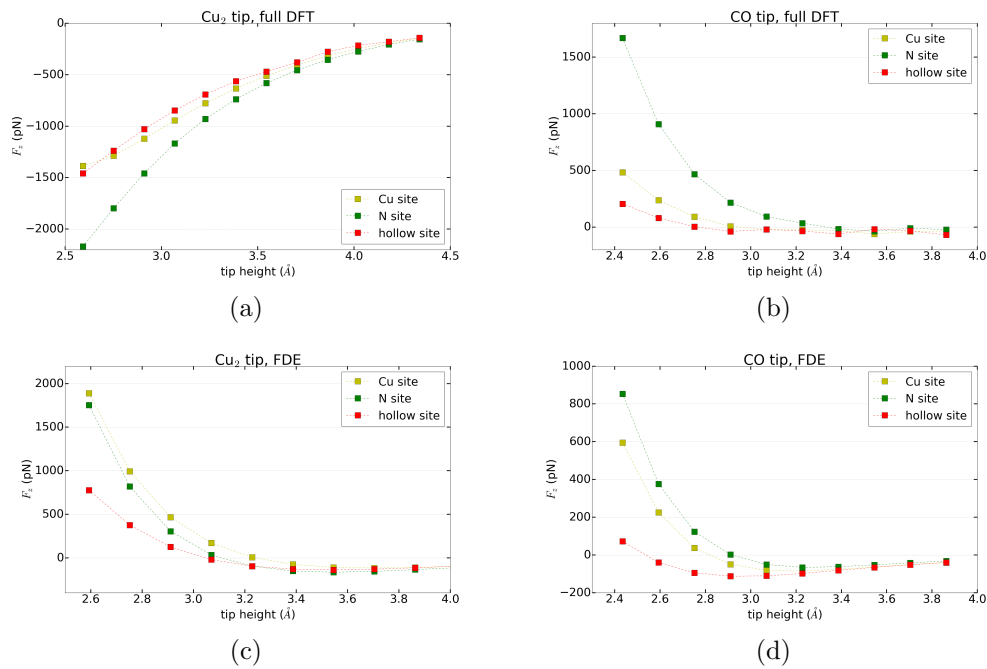 Cu₂ tip, full DFT
0
−500
−1000
−1500
−2000
F_z (pN)
Cu site
N site
hollow site
2.5 3.0 3.5 4.0 4.5
tip height (Å)
(a)
CO tip, full DFT
1500
1000
500
0
F_z (pN)
Cu site
N site
hollow site
2.4 2.6 2.8 3.0 3.2 3.4 3.6 3.8 4.0
tip height (Å)
(b)
Cu₂ tip, FDE
2000
1500
1000
500
0
F_z (pN)
Cu site
N site
hollow site
2.6 2.8 3.0 3.2 3.4 3.6 3.8 4.0
tip height (Å)
(c)
CO tip, FDE
1000
800
600
400
200
0
−200
F_z (pN)
Cu site
N site
hollow site
2.4 2.6 2.8 3.0 3.2 3.4 3.6 3.8 4.0
tip height (Å)
(d)